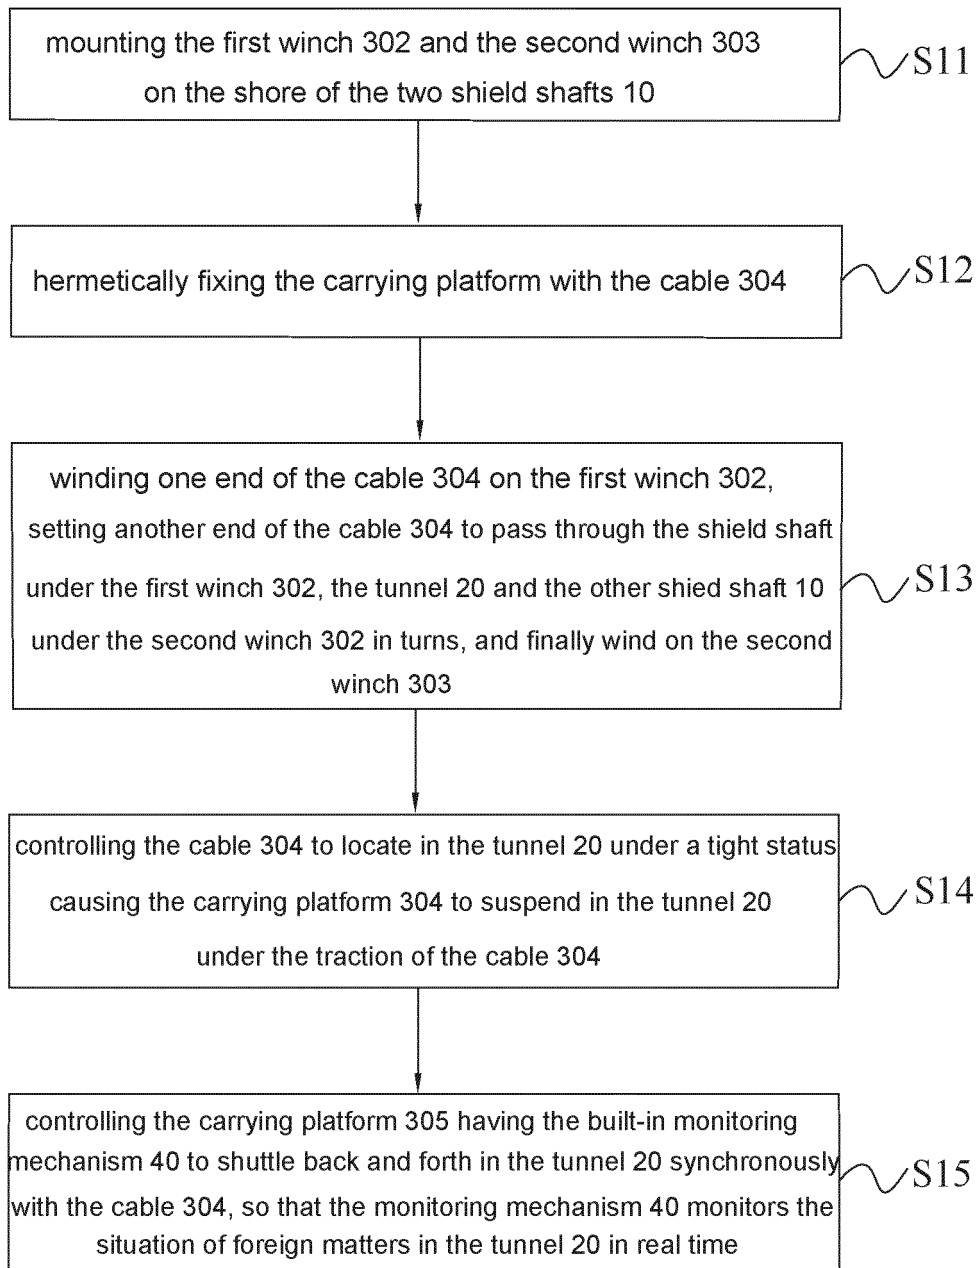 mounting the first winch 302 and the second winch 303
on the shore of the two shield shafts 10
S11
hermetically fixing the carrying platform with the cable 304
S12
winding one end of the cable 304 on the first winch 302,
setting another end of the cable 304 to pass through the shield shaft
under the first winch 302, the tunnel 20 and the other shied shaft 10
under the second winch 302 in turns, and finally wind on the second
winch 303
S13
controlling the cable 304 to locate in the tunnel 20 under a tight status
causing the carrying platform 304 to suspend in the tunnel 20
under the traction of the cable 304
S14
controlling the carrying platform 305 having the built-in monitoring
mechanism 40 to shuttle back and forth in the tunnel 20 synchronously
with the cable 304, so that the monitoring mechanism 40 monitors the
situation of foreign matters in the tunnel 20 in real time
S15